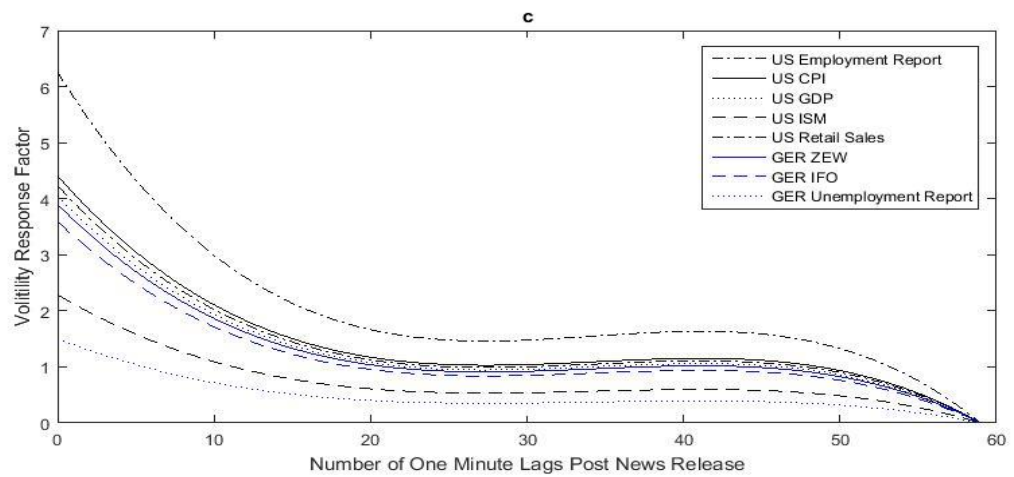 c
7
6
5
4
3
2
1
0
Volitility Response Factor
US Employment Report
US CPI
US GDP
US ISM
US Retail Sales
GER ZEW
GER IFO
GER Unemployment Report
0 10 20 30 40 50 60
Number of One Minute Lags Post News Release